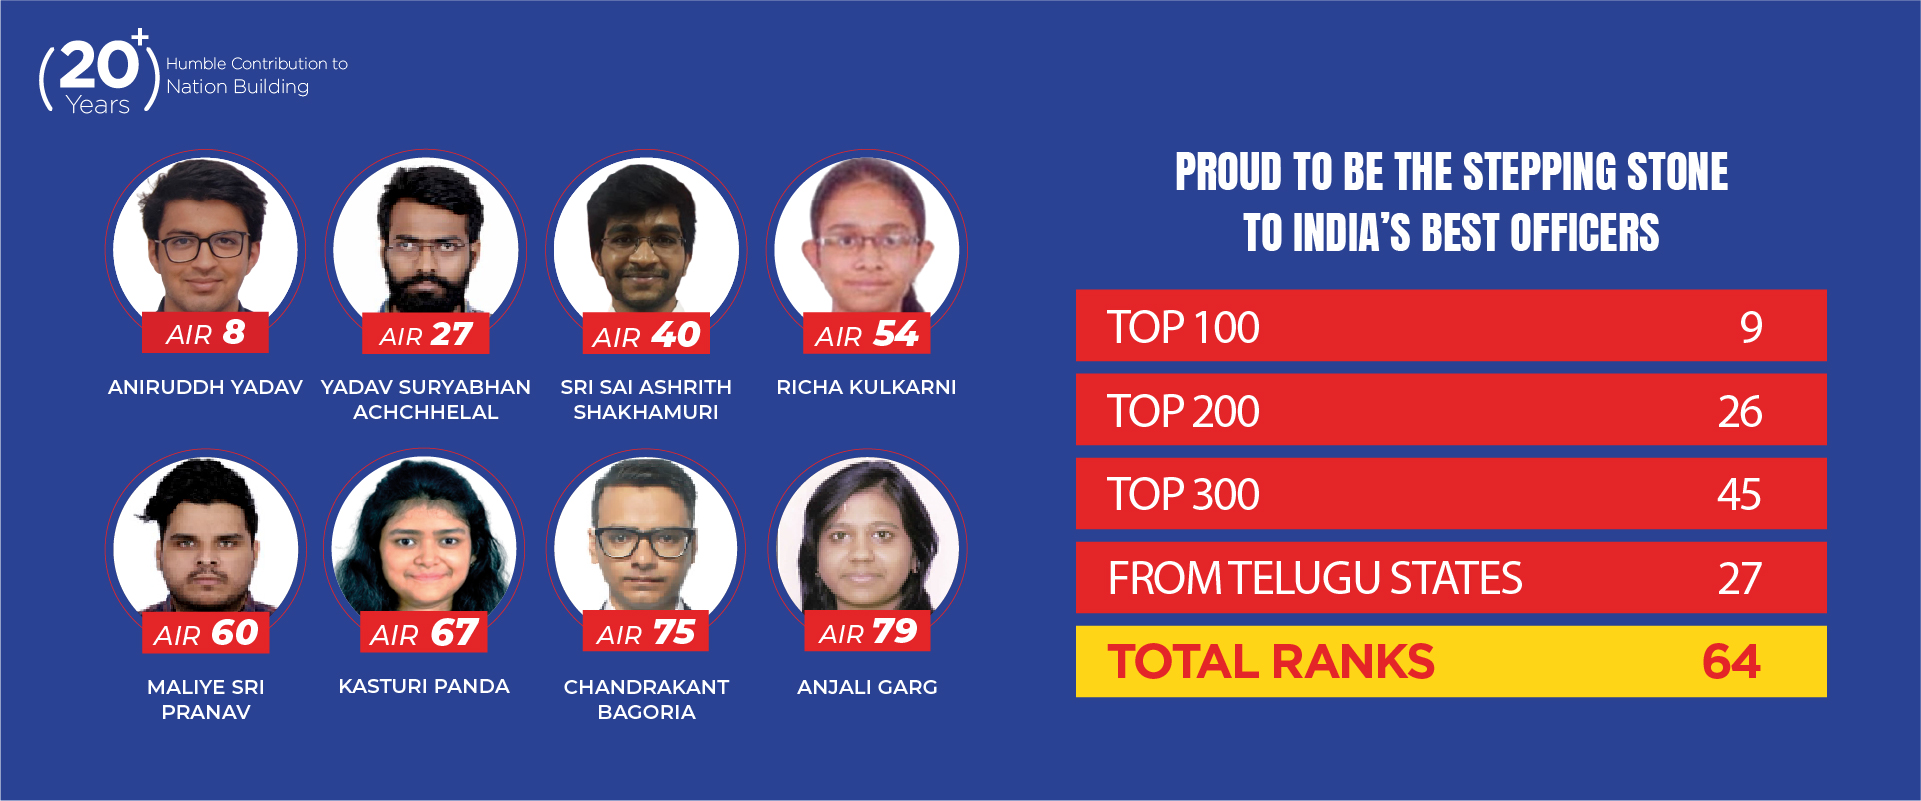 20+
Years
Humble Contribution to
Nation Building
AIR 8
ANIRUDDH YADAV
AIR 27
YADAV SURYABHAN
ACHCHHELAL
AIR 40
SRI SAI ASHRITH
SHAKHAMURI
AIR 54
RICHA KULKARNI
AIR 60
MALIYE SRI
PRANAV
AIR 67
KASTURI PANDA
AIR 75
CHANDRAKANT
BAGORIA
AIR 79
ANJALI GARG
PROUD TO BE THE STEPPING STONE
TO INDIA'S BEST OFFICERS
TOP 100 9
TOP 200 26
TOP 300 45
FROM TELUGU STATES 27
TOTAL RANKS 64